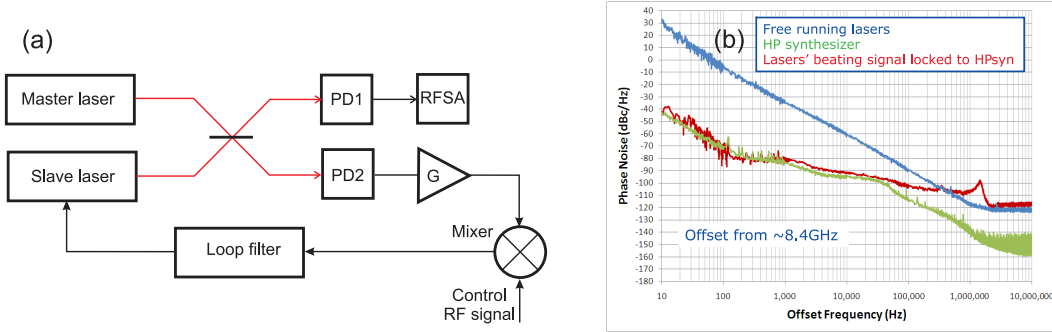 (a)
Master laser
PD1
RFSA
Slave laser
PD2
G
Mixer
Loop filter
Control
RF signal
(b)
Free running lasers
HP synthesizer
Lasers' beating signal locked to HPsyn
Phase Noise (dBc/Hz)
40
30
20
10
0
-10
-20
-30
-40
-50
-60
-70
-80
-90
-100
-110
-120
-130
-140
-150
-160
-170
-180
Offset from ~8.4GHz
10
100
1,000
10,000
100,000
1,000,000
10,000,000
Offset Frequency (Hz)